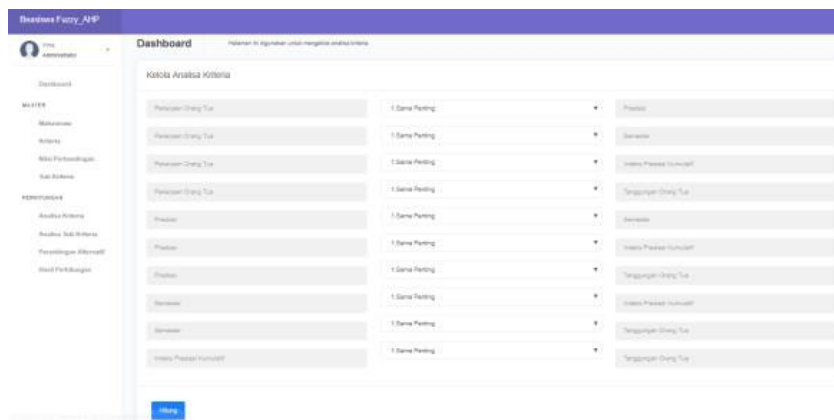 Beasiswa Fuzzy_AHP
Administrator
Dashboard
Halaman ini digunakan untuk mengelola analisa kriteria.
Dashboard
MASTER
Mahasiswa
Kriteria
Nilai Perbandingan
Sub Kriteria
PERHITUNGAN
Analisa Kriteria
Analisa Sub Kriteria
Perankingan Alternatif
Hasil Perhitungan
Kelola Analisa Kriteria
Pekerjaan Orang Tua 1.Sama Penting Prestasi
Pekerjaan Orang Tua 1.Sama Penting Semester
Pekerjaan Orang Tua 1.Sama Penting Indeks Prestasi Kumulatif
Pekerjaan Orang Tua 1.Sama Penting Tanggungan Orang Tua
Prestasi 1.Sama Penting Semester
Prestasi 1.Sama Penting Indeks Prestasi Kumulatif
Prestasi 1.Sama Penting Tanggungan Orang Tua
Semester 1.Sama Penting Indeks Prestasi Kumulatif
Semester 1.Sama Penting Tanggungan Orang Tua
Indeks Prestasi Kumulatif 1.Sama Penting Tanggungan Orang Tua
Hitung